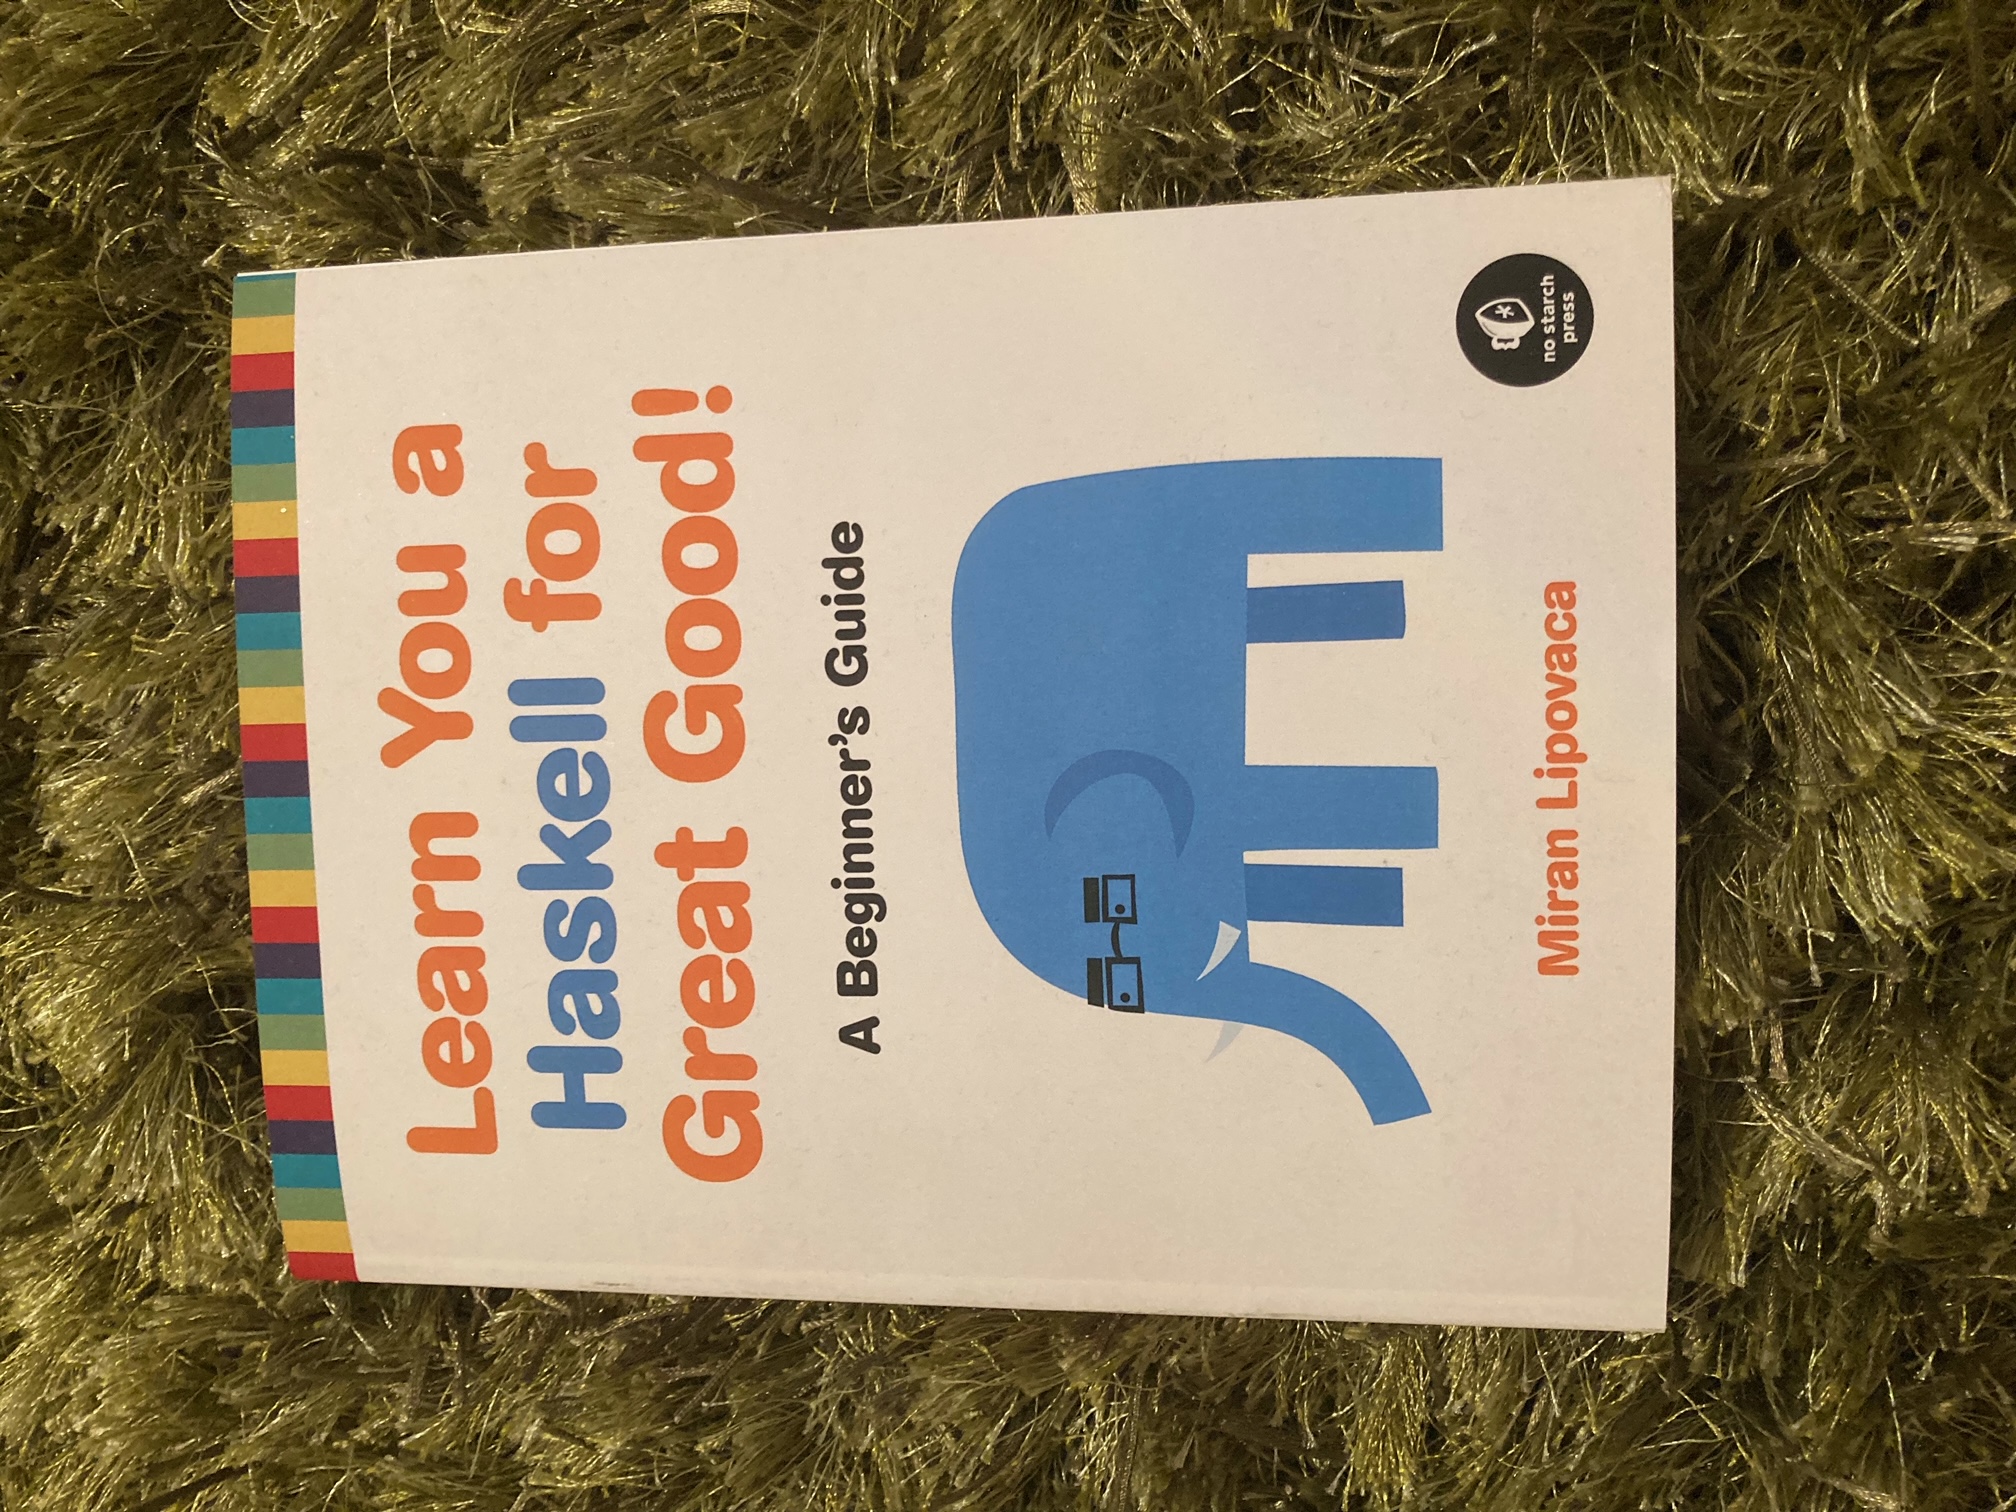 Learn You a
Haskell for
Great Good!
A Beginner's Guide
Miran Lipovaca
no starch
press